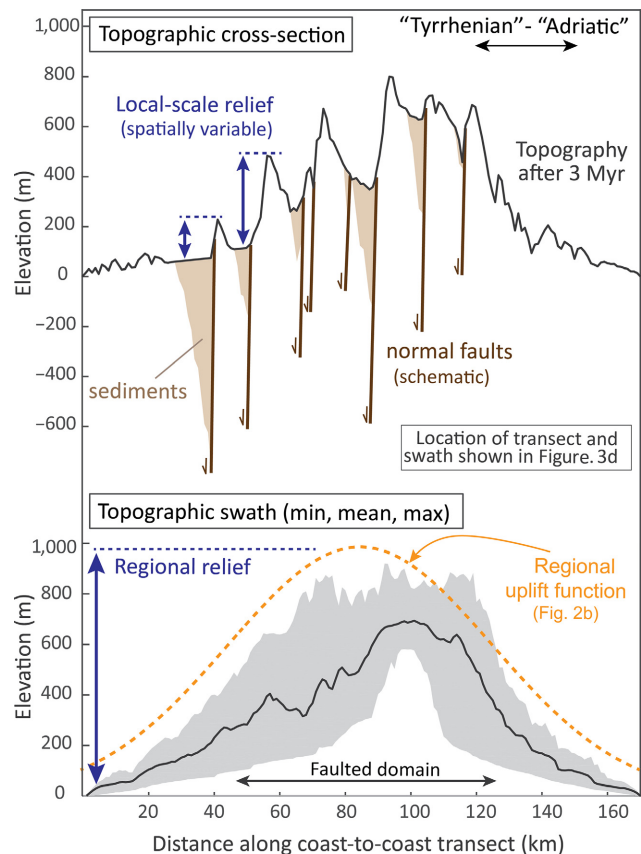 1,000
Topographic cross-section
“Tyrrhenian”- “Adriatic”
800
Local-scale relief
(spatially variable)
600
Topography
after 3 Myr
400
Elevation (m)
200
0
−200
normal faults
(schematic)
sediments
−400
−600
Location of transect and
swath shown in Figure. 3d
Topographic swath (min, mean, max)
1,000
Regional relief
Regional
uplift function
(Fig. 2b)
800
600
Elevation (m)
400
200
Faulted domain
0
20
40
60
80
100
120
140
160
Distance along coast-to-coast transect (km)